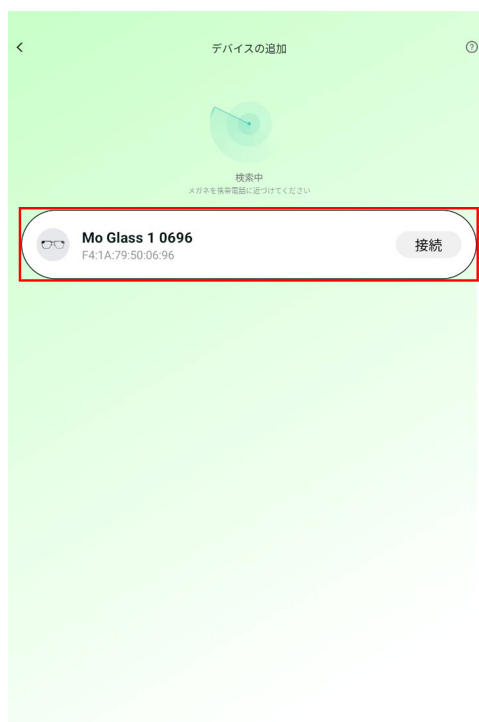 デバイスの追加
検索中
メガネを携帯電話に近づけてください
Mo Glass 1 0696
F4:1A:79:50:06:96
接続